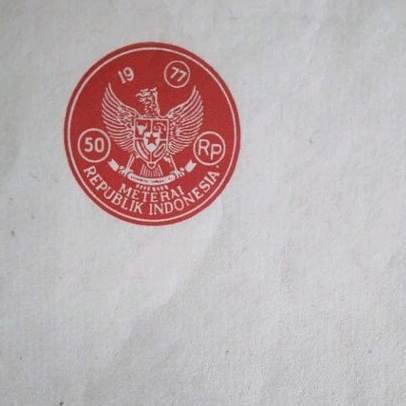 19 77
50 RP
METERAI
REPUBLIK INDONESIA